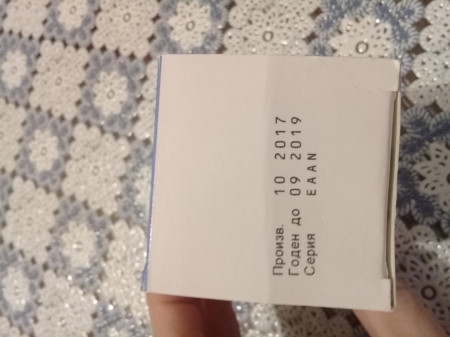 Произв. 10 2017
Годен до 09 2019
Серия EAAN